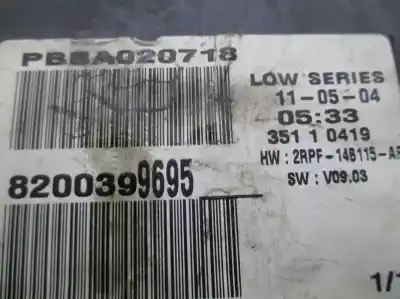 PBSA020718
LOW SERIES
11-05-04
05:33
351 1 0419
HW : 2RPF-14B115-AF
8200399695
SW : V09.03
1/1